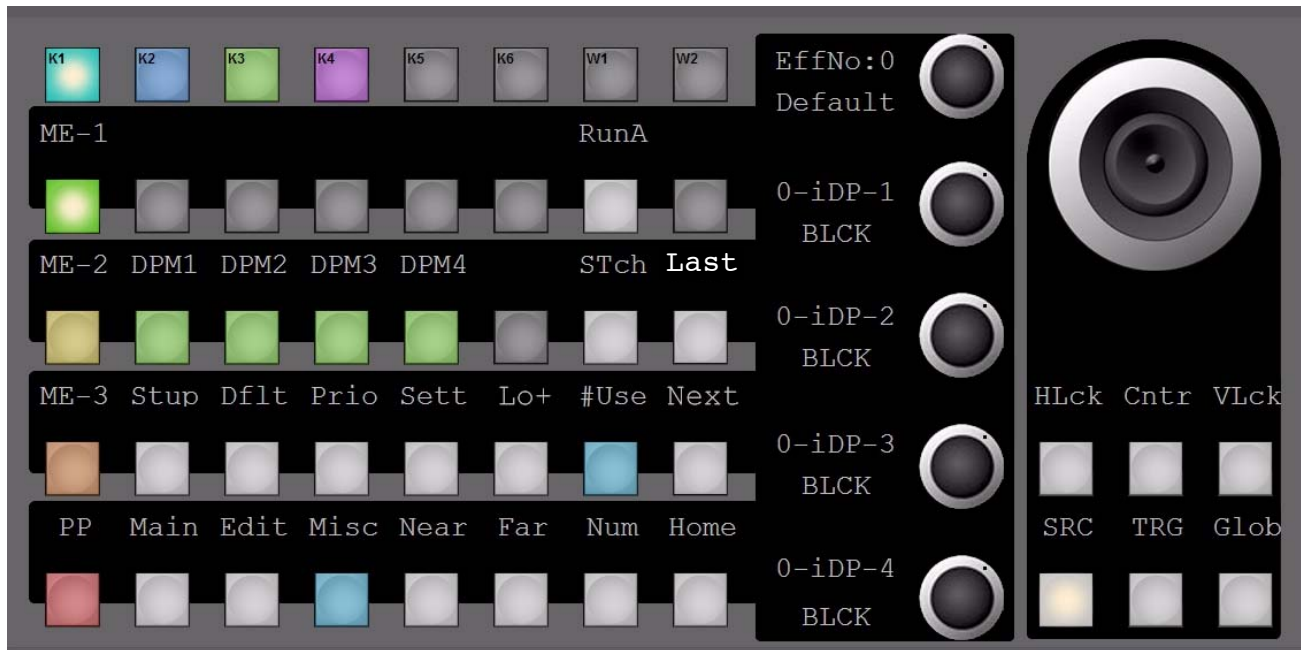 K1 K2 K3 K4 K5 K6 W1 W2
EffNo:0
Default
ME-1 RunA
0-iDP-1
BLCK
ME-2 DPM1 DPM2 DPM3 DPM4 STch Last
0-iDP-2
BLCK
ME-3 Stup Dflt Prio Sett Lo+ #Use Next
HLck Cntr VLck
0-iDP-3
BLCK
PP Main Edit Misc Near Far Num Home
SRC TRG Glob
0-iDP-4
BLCK